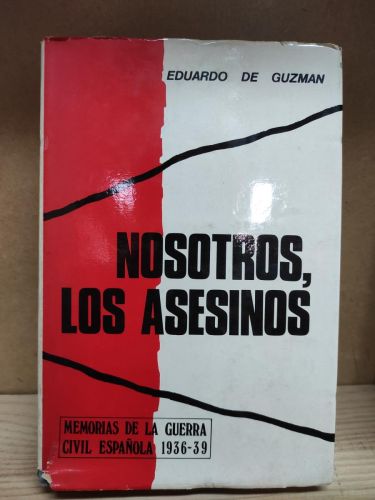 EDUARDO DE GUZMAN
NOSOTROS,
LOS ASESINOS
MEMORIAS DE LA GUERRA
CIVIL ESPAÑOLA 1936-39